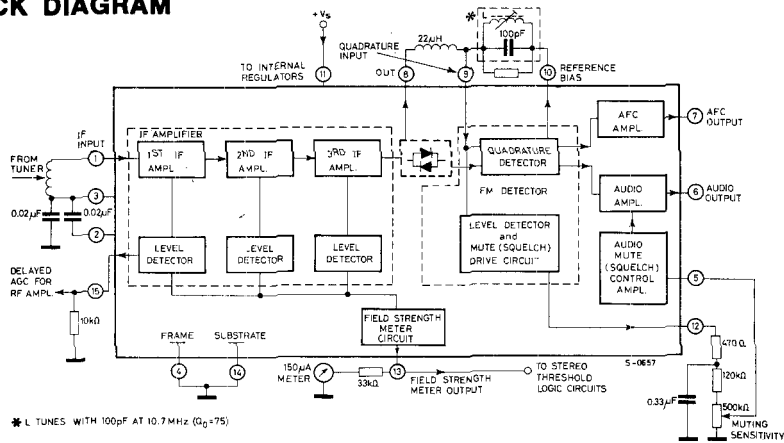 CK DIAGRAM
+Vs
TO INTERNAL
REGULATORS
11
QUADRATURE
INPUT
22µH
OUT
8
9
* L
100pF
10
REFERENCE
BIAS
IF
INPUT
1
FROM
TUNER
3
0.02µF
0.02µF
2
IF AMPLIFIER
1ST IF
AMPL.
2ND IF
AMPL.
3RD IF
AMPL.
LEVEL
DETECTOR
LEVEL
DETECTOR
LEVEL
DETECTOR
QUADRATURE
DETECTOR
FM DETECTOR
LEVEL DETECTOR
and
MUTE (SQUELCH)
DRIVE CIRCUIT
AFC
AMPL.
7
AFC
OUTPUT
AUDIO
AMPL.
6
AUDIO
OUTPUT
AUDIO
MUTE
(SQUELCH)
CONTROL
AMPL.
5
DELAYED
AGC FOR
RF AMPL.
15
10kΩ
FIELD STRENGTH
METER
CIRCUIT
12
S-0657
470Ω
120kΩ
500kΩ
0.33µF
MUTING
SENSITIVITY
FRAME
4
SUBSTRATE
14
150µA
METER
33kΩ
13
FIELD STRENGTH
METER OUTPUT
TO STEREO
THRESHOLD
LOGIC CIRCUITS
* L TUNES WITH 100pF AT 10.7MHz (Q₀=75)